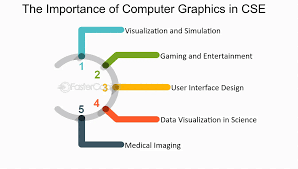 The Importance of Computer Graphics in CSE
1 Visualization and Simulation
2 Gaming and Entertainment
3 User Interface Design
4 Data Visualization in Science
5 Medical Imaging